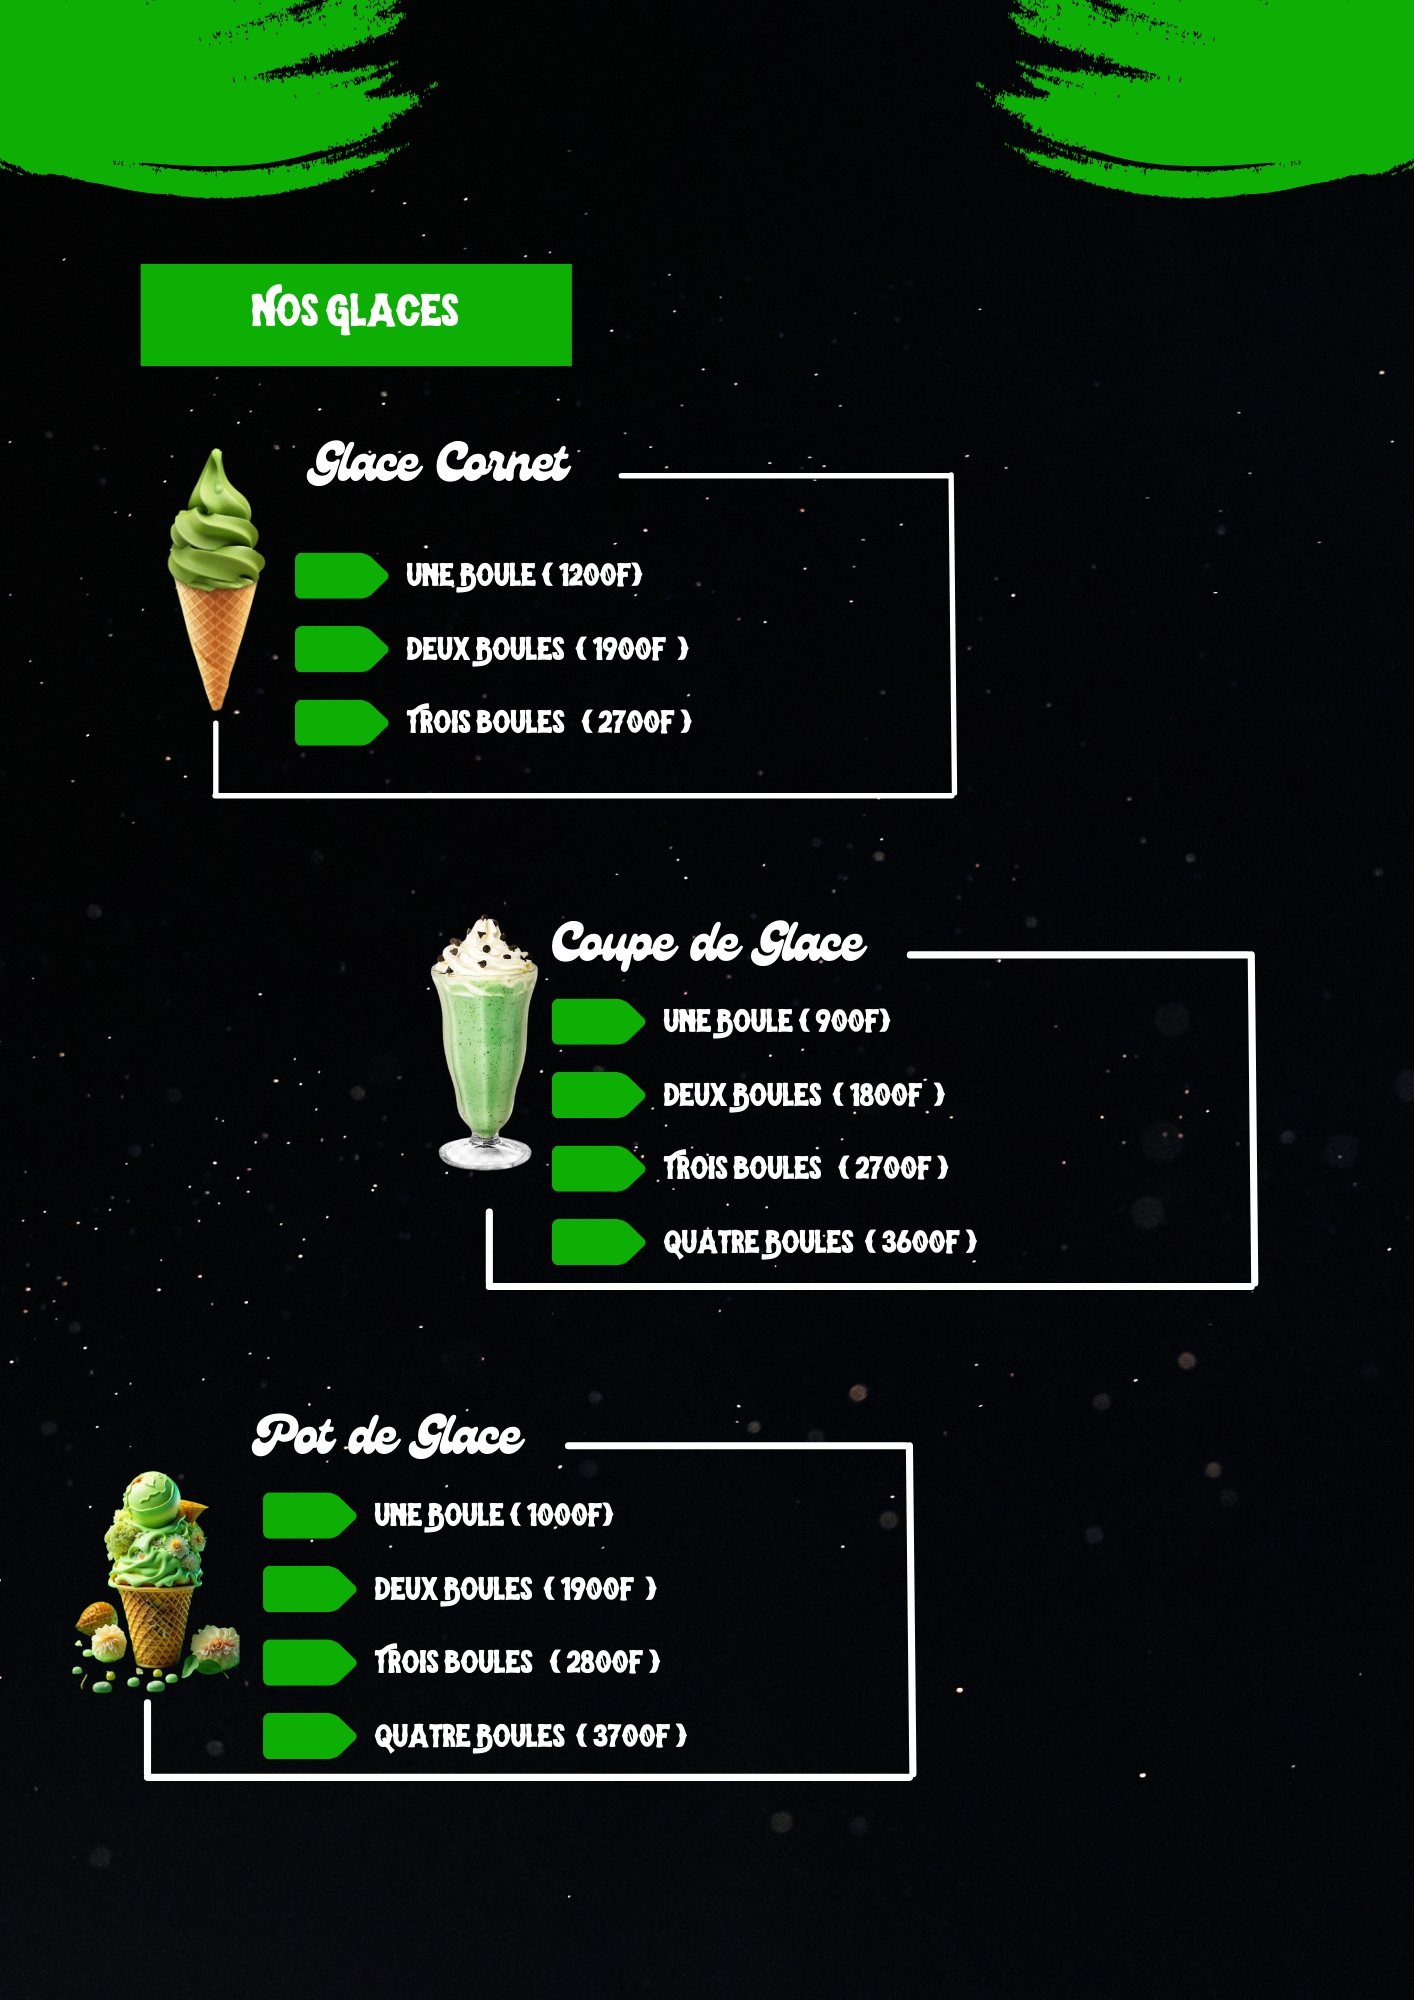 NOS GLACES
Glace Cornet
UNE BOULE ( 1200F)
DEUX BOULES ( 1900F )
TROIS BOULES ( 2700F )
Coupe de Glace
UNE BOULE ( 900F)
DEUX BOULES ( 1800F )
TROIS BOULES ( 2700F )
QUATRE BOULES ( 3600F )
Pot de Glace
UNE BOULE ( 1000F)
DEUX BOULES ( 1900F )
TROIS BOULES ( 2800F )
QUATRE BOULES ( 3700F )